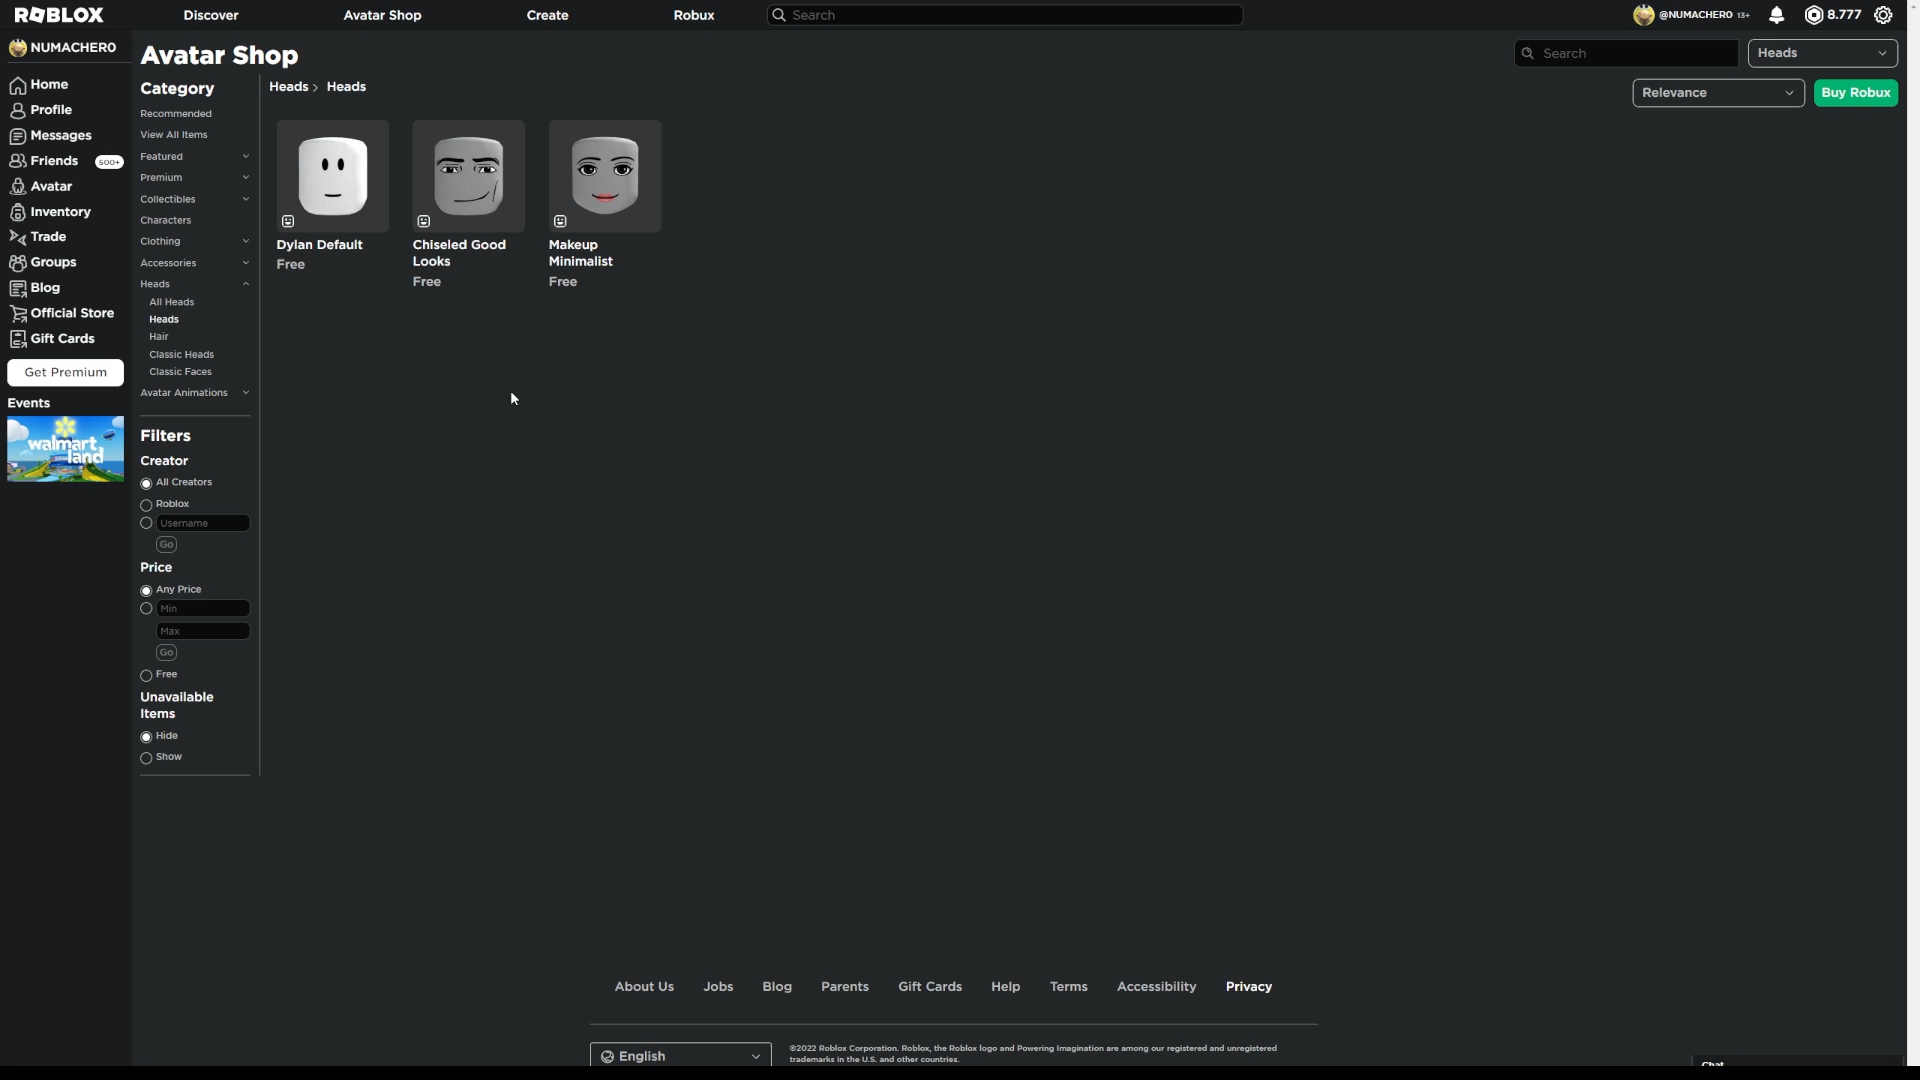 ROBLOX
Discover
Avatar Shop
Create
Robux
Search
@NUMACHERO 13+
8.777
NUMACHERO
Home
Profile
Messages
Friends
500+
Avatar
Inventory
Trade
Groups
Blog
Official Store
Gift Cards
Get Premium
Events
walmart
land
Avatar Shop
Search
Heads
Category
Recommended
View All Items
Featured
Premium
Collectibles
Characters
Clothing
Accessories
Heads
All Heads
Heads
Hair
Classic Heads
Classic Faces
Avatar Animations
Filters
Creator
All Creators
Roblox
Username
Go
Price
Any Price
Min
Max
Go
Free
Unavailable
Items
Hide
Show
Heads > Heads
Relevance
Buy Robux
Dylan Default
Free
Chiseled Good
Looks
Free
Makeup
Minimalist
Free
About Us
Jobs
Blog
Parents
Gift Cards
Help
Terms
Accessibility
Privacy
English
©2022 Roblox Corporation. Roblox, the Roblox logo and Powering Imagination are among our registered and unregistered
trademarks in the U.S. and other countries.
Chat